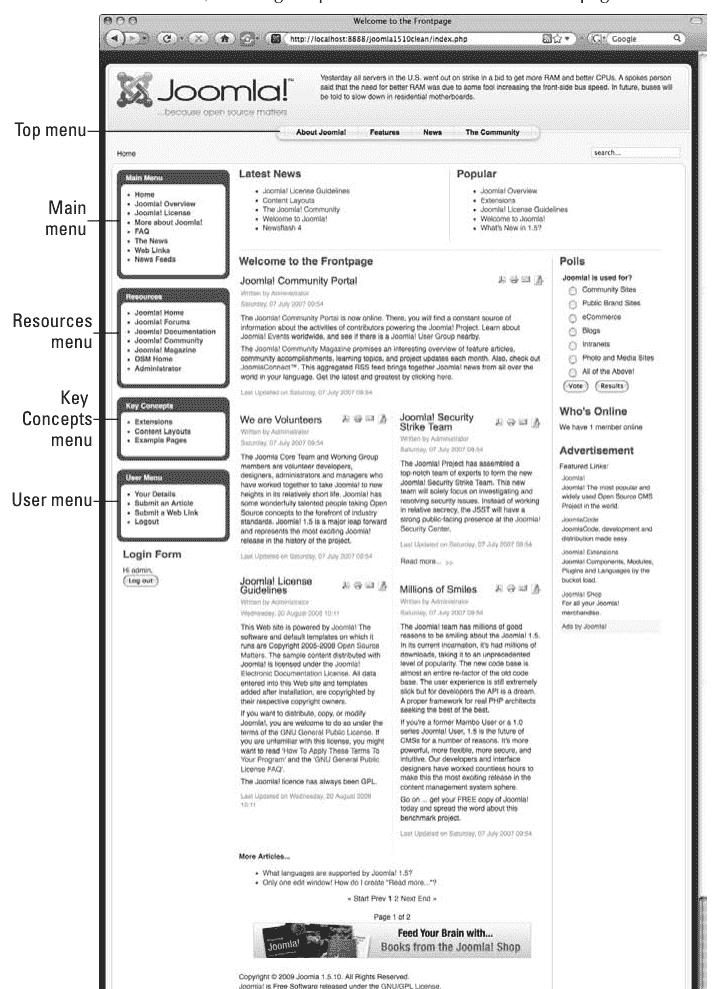 Welcome to the Frontpage
http://localhost:8888/joomla1510clean/index.php
Google
Joomla!™
...because open source matters
Yesterday all servers in the U.S. went out on strike in a bid to get more RAM and better CPUs. A spokes person
said that the need for better RAM was due to some fool increasing the front-side bus speed. In future, buses will
be told to slow down in residential motherboards.
Top menu
About Joomla! Features News The Community
Home
search...
Main
menu
Main Menu
Home
Joomla! Overview
Joomla! License
More about Joomla!
FAQ
The News
Web Links
News Feeds
Latest News
Joomla! License Guidelines
Content Layouts
The Joomla! Community
Welcome to Joomla!
Newsflash 4
Popular
Joomla! Overview
Extensions
Joomla! License Guidelines
Welcome to Joomla!
What's New in 1.5?
Resources
menu
Resources
Joomla! Home
Joomla! Forums
Joomla! Documentation
Joomla! Community
Joomla! Magazine
OSM Home
Administrator
Key
Concepts
menu
Key Concepts
Extensions
Content Layouts
Example Pages
User menu
User Menu
Your Details
Submit an Article
Submit a Web Link
Logout
Login Form
Hi admin,
Log out
Welcome to the Frontpage
Joomla! Community Portal
Written by Administrator
Saturday, 07 July 2007 09:54
The Joomla! Community Portal is now online. There, you will find a constant source of
information about the activities of contributors powering the Joomla! Project. Learn about
Joomla! Events worldwide, and see if there is a Joomla! User Group nearby.
The Joomla! Community Magazine promises an interesting overview of feature articles,
community accomplishments, learning topics, and project updates each month. Also, check out
JoomlaConnect™. This aggregated RSS feed brings together Joomla! news from all over the
world in your language. Get the latest and greatest by clicking here.
Last Updated on Saturday, 07 July 2007 09:54
We are Volunteers
Written by Administrator
Saturday, 07 July 2007 09:54
The Joomla Core Team and Working Group
members are volunteer developers,
designers, administrators and managers who
have worked together to take Joomla! to new
heights in its relatively short life. Joomla! has
some wonderfully talented people taking Open
Source concepts to the forefront of industry
standards. Joomla! 1.5 is a major leap forward
and represents the most exciting Joomla!
release in the history of the project.
Last Updated on Saturday, 07 July 2007 09:54
Joomla! Security
Strike Team
Written by Administrator
Saturday, 07 July 2007 09:54
The Joomla! Project has assembled a
top-notch team of experts to form the new
Joomla! Security Strike Team. This new
team will solely focus on investigating and
resolving security issues. Instead of working
in relative secrecy, the JSST will have a
strong public-facing presence at the Joomla!
Security Center.
Last Updated on Saturday, 07 July 2007 09:54
Read more... >>
Joomla! License
Guidelines
Written by Administrator
Wednesday, 20 August 2008 10:11
This Web site is powered by Joomla! The
software and default templates on which it
runs are Copyright 2005-2008 Open Source
Matters. The sample content distributed with
Joomla! is licensed under the Joomla!
Electronic Documentation License. All data
entered into this Web site and templates
added after installation, are copyrighted by
their respective copyright owners.
If you want to distribute, copy, or modify
Joomla!, you are welcome to do so under the
terms of the GNU General Public License. If
you are unfamiliar with this license, you might
want to read 'How To Apply These Terms To
Your Program' and the 'GNU General Public
License FAQ'.
The Joomla! licence has always been GPL.
Last Updated on Wednesday, 20 August 2008
10:11
Millions of Smiles
Written by Administrator
Saturday, 07 July 2007 09:54
The Joomla! team has millions of good
reasons to be smiling about the Joomla! 1.5.
In its current incarnation, it's had millions of
downloads, taking it to an unprecedented
level of popularity. The new code base is
almost an entire re-factor of the old code
base. The user experience is still extremely
slick but for developers the API is a dream.
A proper framework for real PHP architects
seeking the best of the best.
If you're a former Mambo User or a 1.0
series Joomla! User, 1.5 is the future of
CMSs for a number of reasons. It's more
powerful, more flexible, more secure, and
intuitive. Our developers and interface
designers have worked countless hours to
make this the most exciting release in the
content management system sphere.
Go on ... get your FREE copy of Joomla!
today and spread the word about this
benchmark project.
Last Updated on Saturday, 07 July 2007 09:54
Polls
Joomla! is used for?
Community Sites
Public Brand Sites
eCommerce
Blogs
Intranets
Photo and Media Sites
All of the Above!
Vote Results
Who's Online
We have 1 member online
Advertisement
Featured Links:
Joomla!
Joomla! The most popular and
widely used Open Source CMS
Project in the world.
JoomlaCode
JoomlaCode, development and
distribution made easy.
Joomla! Extensions
Joomla! Components, Modules,
Plugins and Languages by the
bucket load.
Joomla! Shop
For all your Joomla!
merchandise.
Ads by Joomla!
More Articles...
What languages are supported by Joomla! 1.5?
Only one edit window! How do I create "Read more..."?
« Start Prev 1 2 Next End »
Page 1 of 2
Joomla!
Feed Your Brain with...
Books from the Joomla! Shop
Copyright © 2009 Joomla 1.5.10. All Rights Reserved.
Joomla! is Free Software released under the GNU/GPL License.